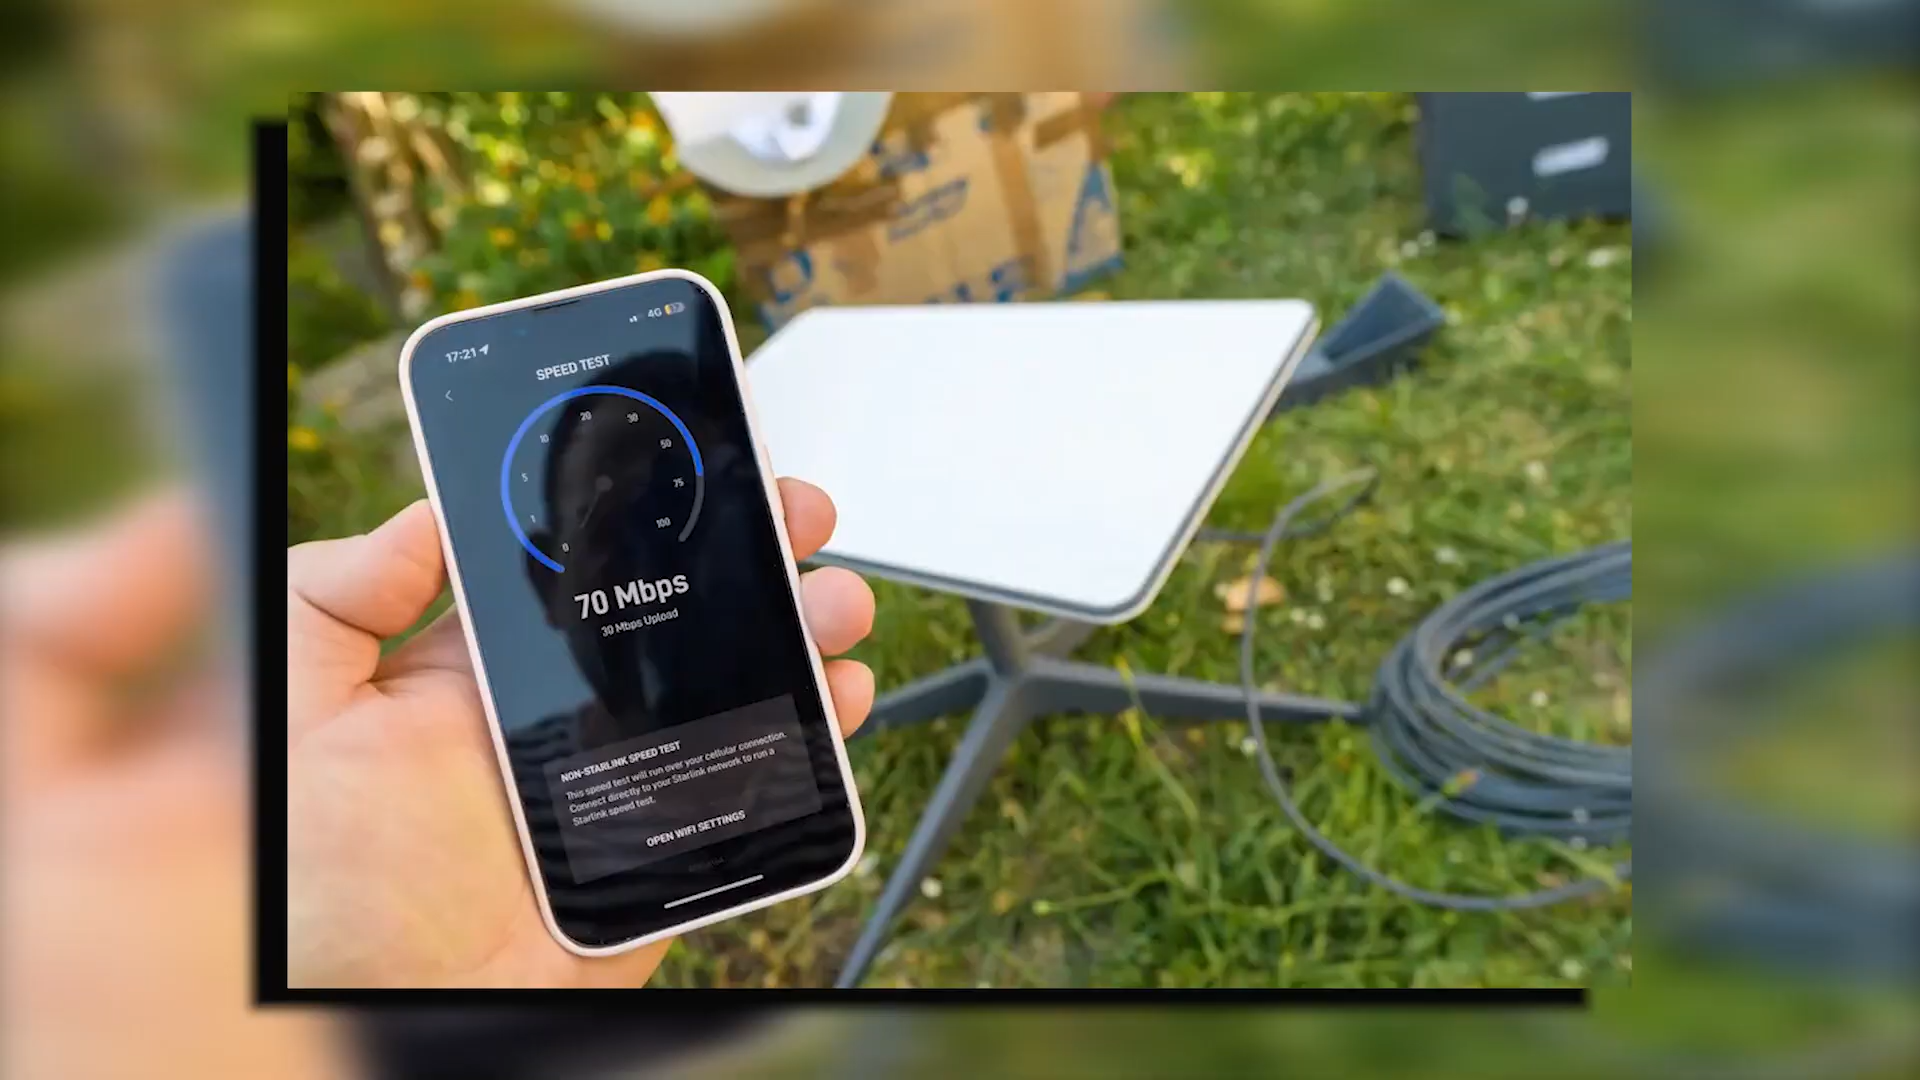 17:21
4G
SPEED TEST
20
30
10
50
5
75
1
100
0
70 Mbps
30 Mbps Upload
NON-STARLINK SPEED TEST
This speed test will run over your cellular connection.
Connect directly to your Starlink network to run a
Starlink speed test.
OPEN WIFI SETTINGS